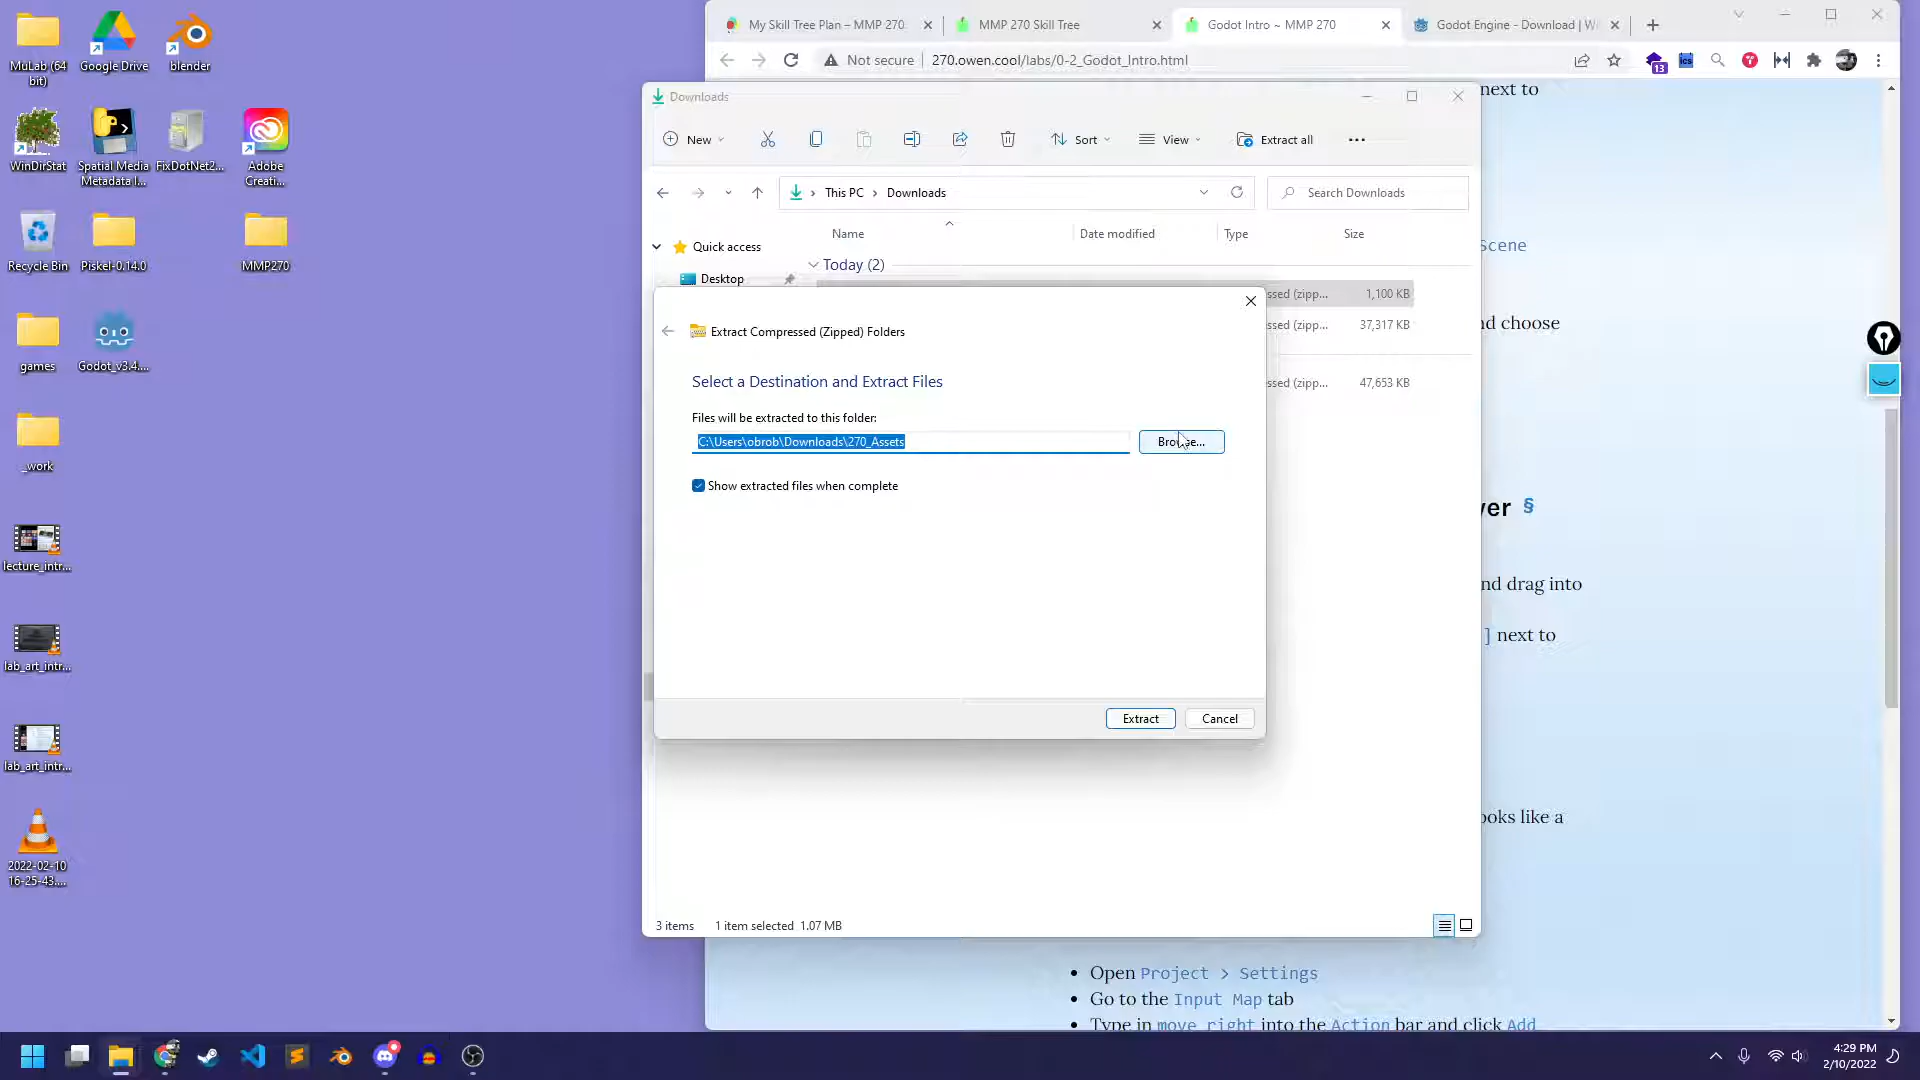 MuLab (64
bit)
Google Drive
blender
WinDirStat
Spatial Media
Metadata I...
FixDotNet2...
Adobe
Creati...
Recycle Bin
Piskel-0.14.0
MMP270
games
Godot_v3.4....
_work
lecture_intr...
lab_art_intr...
lab_art_intr...
2022-02-10
16-25-43....
My Skill Tree Plan – MMP 270
MMP 270 Skill Tree
Godot Intro ~ MMP 270
Godot Engine - Download | W
Not secure
270.owen.cool/labs/0-2_Godot_Intro.html
13
ics
next to
Scene
nd choose
ver §
nd drag into
] next to
ooks like a
• Open Project > Settings
• Go to the Input Map tab
• Type in move_right into the Action bar and click Add
Downloads
New
Sort
View
Extract all
This PC > Downloads
Search Downloads
Name
Date modified
Type
Size
Quick access
Desktop
Today (2)
ssed (zipp... 1,100 KB
ssed (zipp... 37,317 KB
ssed (zipp... 47,653 KB
3 items
1 item selected 1.07 MB
Extract Compressed (Zipped) Folders
Select a Destination and Extract Files
Files will be extracted to this folder:
C:\Users\obrob\Downloads\270_Assets
Browse...
Show extracted files when complete
Extract
Cancel
4:29 PM
2/10/2022